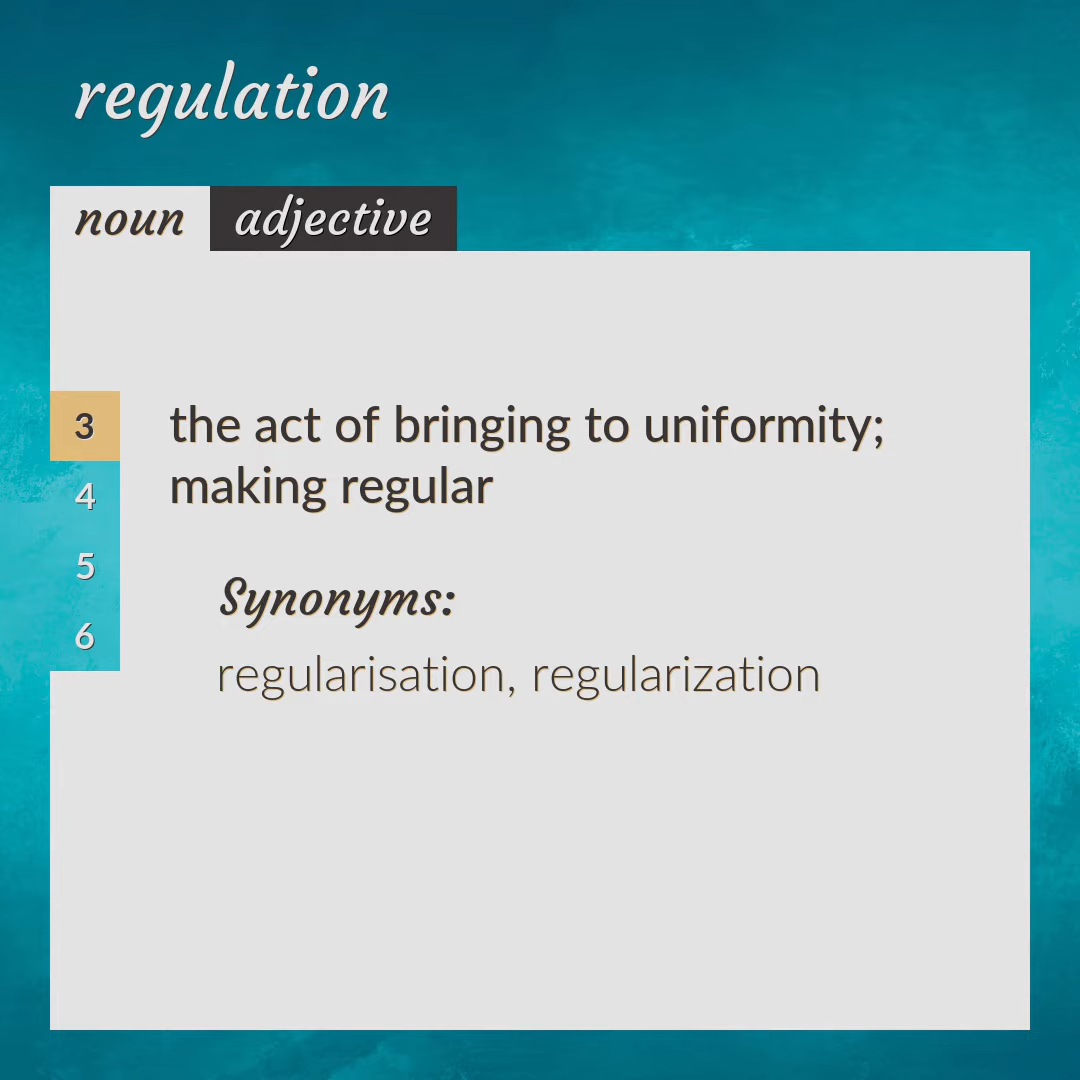 regulation
noun adjective
3 the act of bringing to uniformity;
making regular
4
5
6
Synonyms:
regularisation, regularization